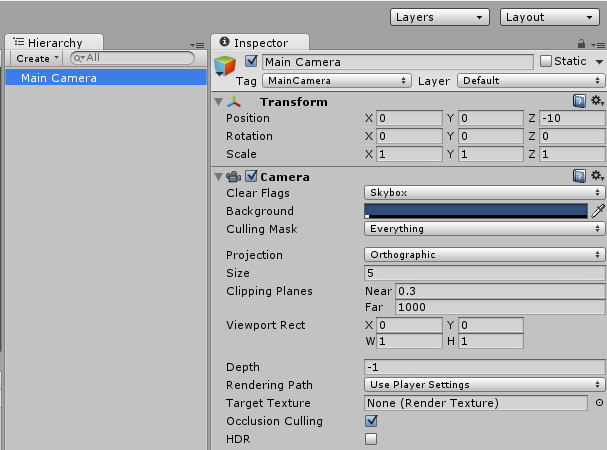 Layers Layout
Hierarchy
Create All
Main Camera
Inspector
Main Camera Static
Tag MainCamera Layer Default
Transform
Position X 0 Y 0 Z -10
Rotation X 0 Y 0 Z 0
Scale X 1 Y 1 Z 1
Camera
Clear Flags Skybox
Background
Culling Mask Everything
Projection Orthographic
Size 5
Clipping Planes Near 0.3
Far 1000
Viewport Rect X 0 Y 0
W 1 H 1
Depth -1
Rendering Path Use Player Settings
Target Texture None (Render Texture)
Occlusion Culling
HDR